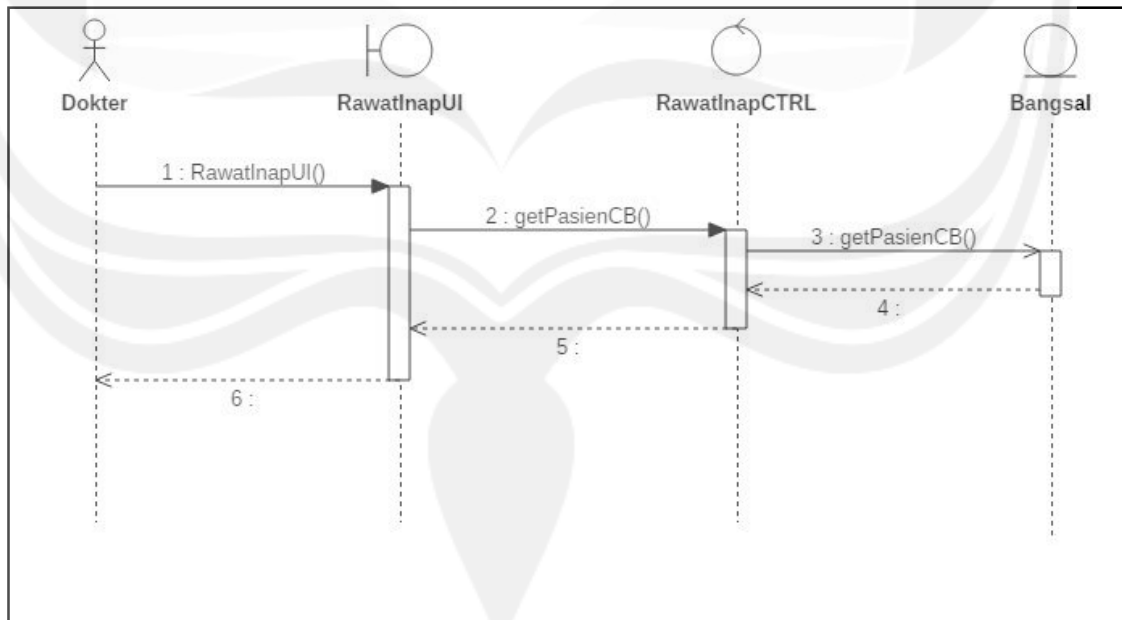 Dokter
RawatInapUI
RawatInapCTRL
Bangsal
1 : RawatInapUI()
2 : getPasienCB()
3 : getPasienCB()
4 :
5 :
6 :